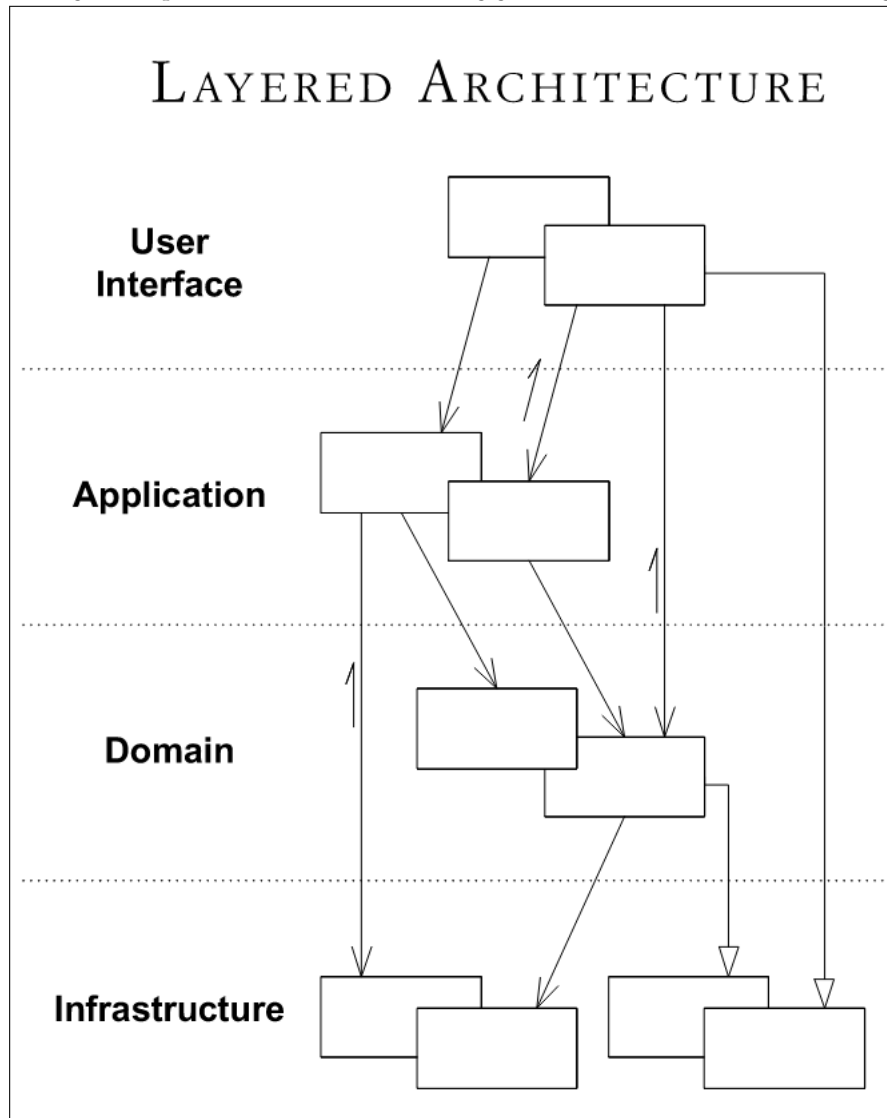 LAYERED ARCHITECTURE
User
Interface
Application
Domain
Infrastructure